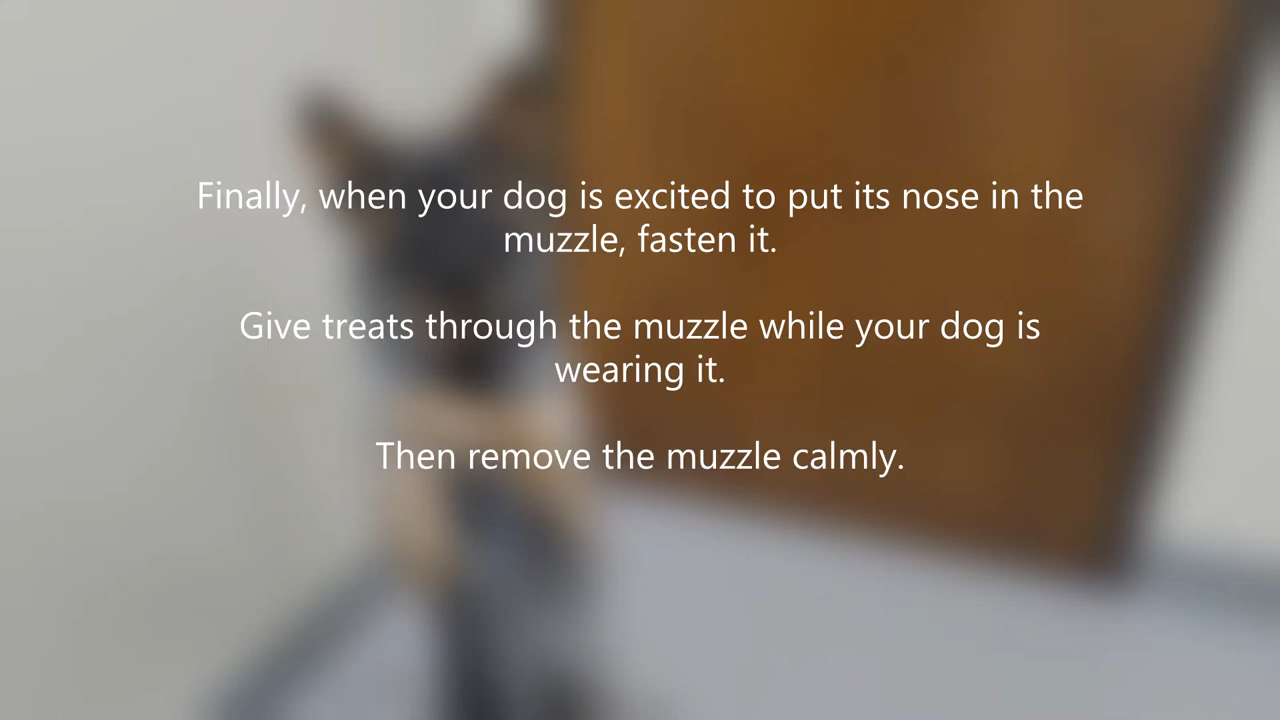 Finally, when your dog is excited to put its nose in the
muzzle, fasten it.
Give treats through the muzzle while your dog is
wearing it.
Then remove the muzzle calmly.